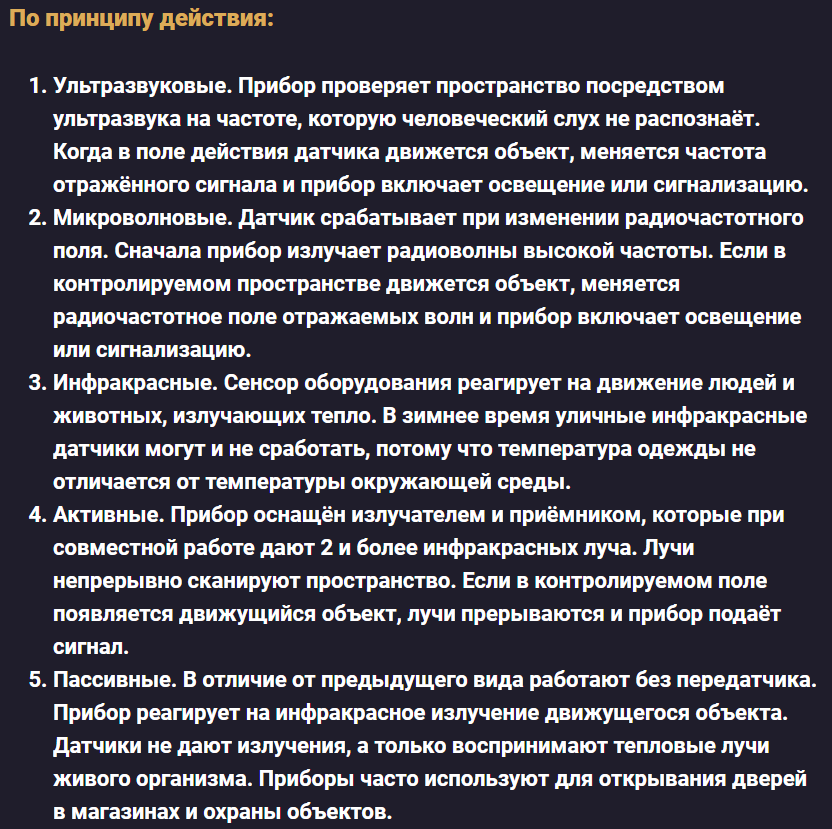 По принципу действия:
1. Ультразвуковые. Прибор проверяет пространство посредством
ультразвука на частоте, которую человеческий слух не распознаёт.
Когда в поле действия датчика движется объект, меняется частота
отражённого сигнала и прибор включает освещение или сигнализацию.
2. Микроволновые. Датчик срабатывает при изменении радиочастотного
поля. Сначала прибор излучает радиоволны высокой частоты. Если в
контролируемом пространстве движется объект, меняется
радиочастотное поле отражаемых волн и прибор включает освещение
или сигнализацию.
3. Инфракрасные. Сенсор оборудования реагирует на движение людей и
животных, излучающих тепло. В зимнее время уличные инфракрасные
датчики могут и не сработать, потому что температура одежды не
отличается от температуры окружающей среды.
4. Активные. Прибор оснащён излучателем и приёмником, которые при
совместной работе дают 2 и более инфракрасных луча. Лучи
непрерывно сканируют пространство. Если в контролируемом поле
появляется движущийся объект, лучи прерываются и прибор подаёт
сигнал.
5. Пассивные. В отличие от предыдущего вида работают без передатчика.
Прибор реагирует на инфракрасное излучение движущегося объекта.
Датчики не дают излучения, а только воспринимают тепловые лучи
живого организма. Приборы часто используют для открывания дверей
в магазинах и охраны объектов.